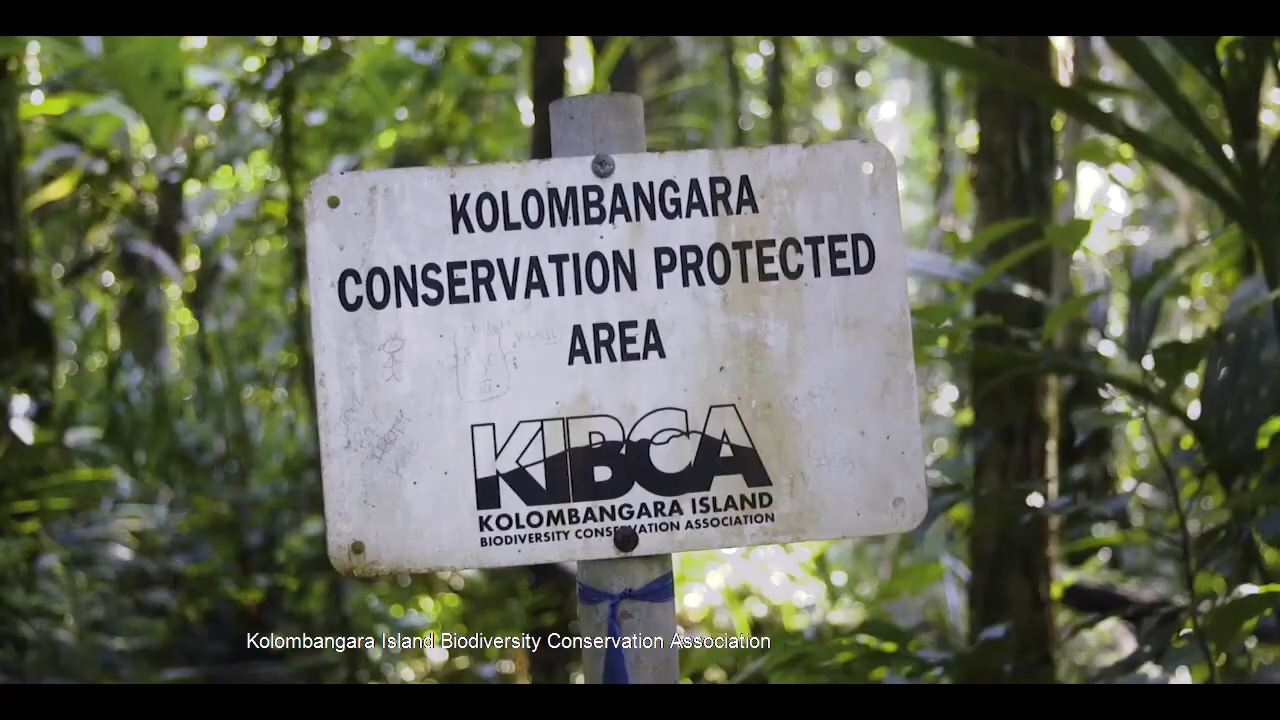 KOLOMBANGARA
CONSERVATION PROTECTED
AREA
KIBCA
KOLOMBANGARA ISLAND
BIODIVERSITY CONSERVATION ASSOCIATION
Kolombangara Island Biodiversity Conservation Association